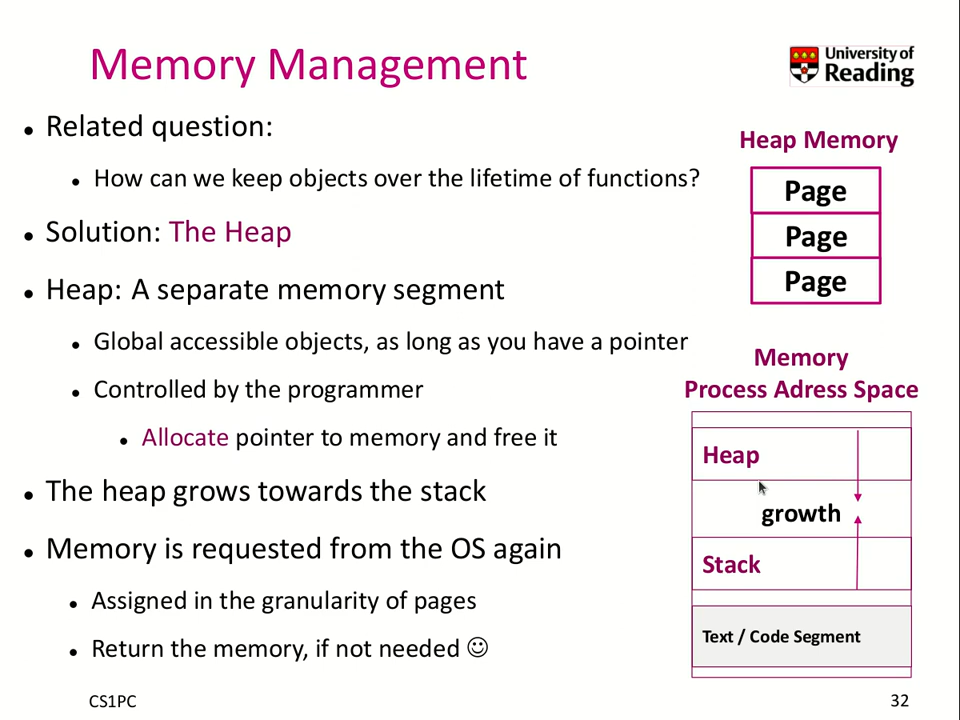 Memory Management
University of
Reading
Related question:
How can we keep objects over the lifetime of functions?
Solution: The Heap
Heap: A separate memory segment
Global accessible objects, as long as you have a pointer
Controlled by the programmer
Allocate pointer to memory and free it
The heap grows towards the stack
Memory is requested from the OS again
Assigned in the granularity of pages
Return the memory, if not needed ☺
Heap Memory
Page
Page
Page
Memory
Process Adress Space
Heap
growth
Stack
Text / Code Segment
CS1PC
32